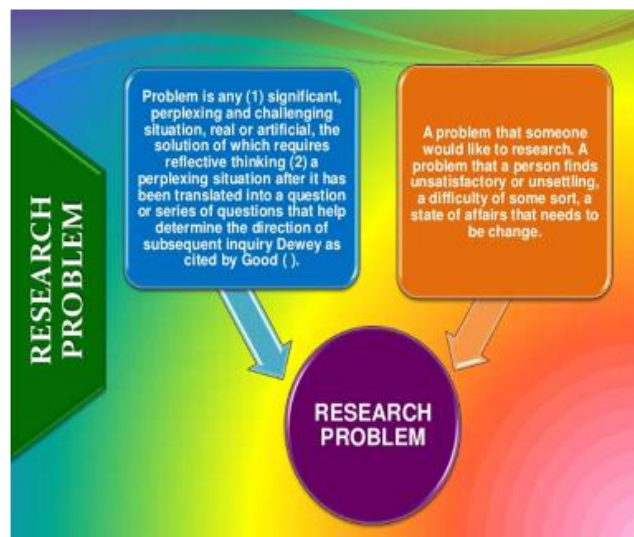 RESEARCH
PROBLEM
Problem is any (1) significant,
perplexing and challenging
situation, real or artificial, the
solution of which requires
reflective thinking (2) a
perplexing situation after it has
been translated into a question
or series of questions that help
determine the direction of
subsequent inquiry Dewey as
cited by Good ( ).
A problem that someone
would like to research. A
problem that a person finds
unsatisfactory or unsettling,
a difficulty of some sort, a
state of affairs that needs to
be change.
RESEARCH
PROBLEM